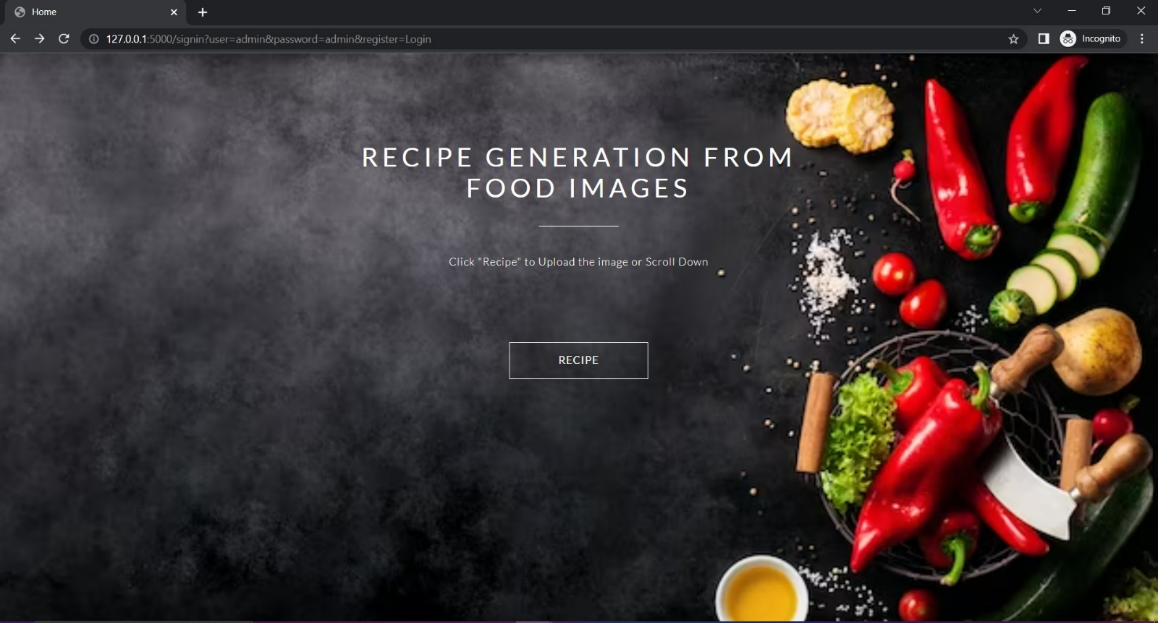 Home
127.0.0.1:5000/signin?user=admin&password=admin&register=Login
Incognito
RECIPE GENERATION FROM
FOOD IMAGES
Click "Recipe" to Upload the image or Scroll Down
RECIPE